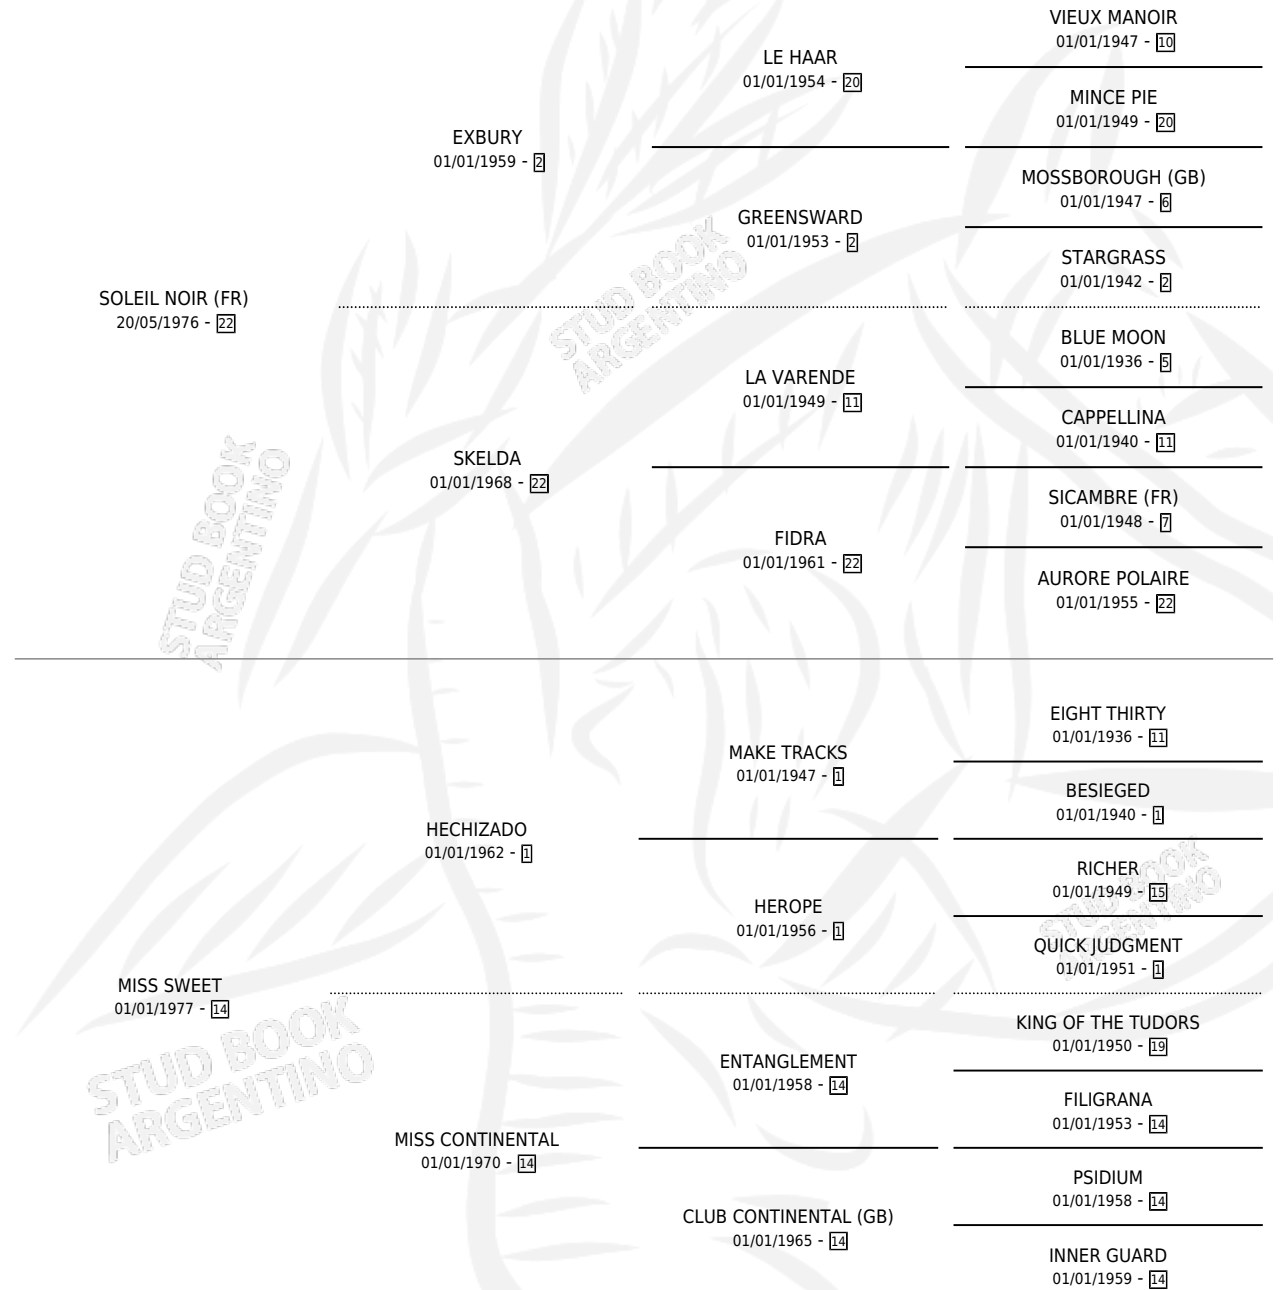 VIEUX MANOIR
01/01/1947 - 10
LE HAAR
01/01/1954 - 20
MINCE PIE
01/01/1949 - 20
EXBURY
01/01/1959 - 2
MOSSBOROUGH (GB)
01/01/1947 - 6
GREENSWARD
01/01/1953 - 2
STARGRASS
01/01/1942 - 2
SOLEIL NOIR (FR)
20/05/1976 - 22
STUD BOOK
ARGENTINO
BLUE MOON
01/01/1936 - 5
LA VARENDE
01/01/1949 - 11
CAPPELLINA
01/01/1940 - 11
SKELDA
01/01/1968 - 22
SICAMBRE (FR)
01/01/1948 - 7
FIDRA
01/01/1961 - 22
AURORE POLAIRE
01/01/1955 - 22
STUD BOOK
ARGENTINO
EIGHT THIRTY
01/01/1936 - 11
MAKE TRACKS
01/01/1947 - 1
BESIEGED
01/01/1940 - 1
HECHIZADO
01/01/1962 - 1
RICHER
01/01/1949 - 15
HEROPE
01/01/1956 - 1
STUD BOOK
ARGENTINO
QUICK JUDGMENT
01/01/1951 - 1
MISS SWEET
01/01/1977 - 14
KING OF THE TUDORS
01/01/1950 - 19
STUD BOOK
ARGENTINO
ENTANGLEMENT
01/01/1958 - 14
FILIGRANA
01/01/1953 - 14
MISS CONTINENTAL
01/01/1970 - 14
PSIDIUM
01/01/1958 - 14
CLUB CONTINENTAL (GB)
01/01/1965 - 14
INNER GUARD
01/01/1959 - 14